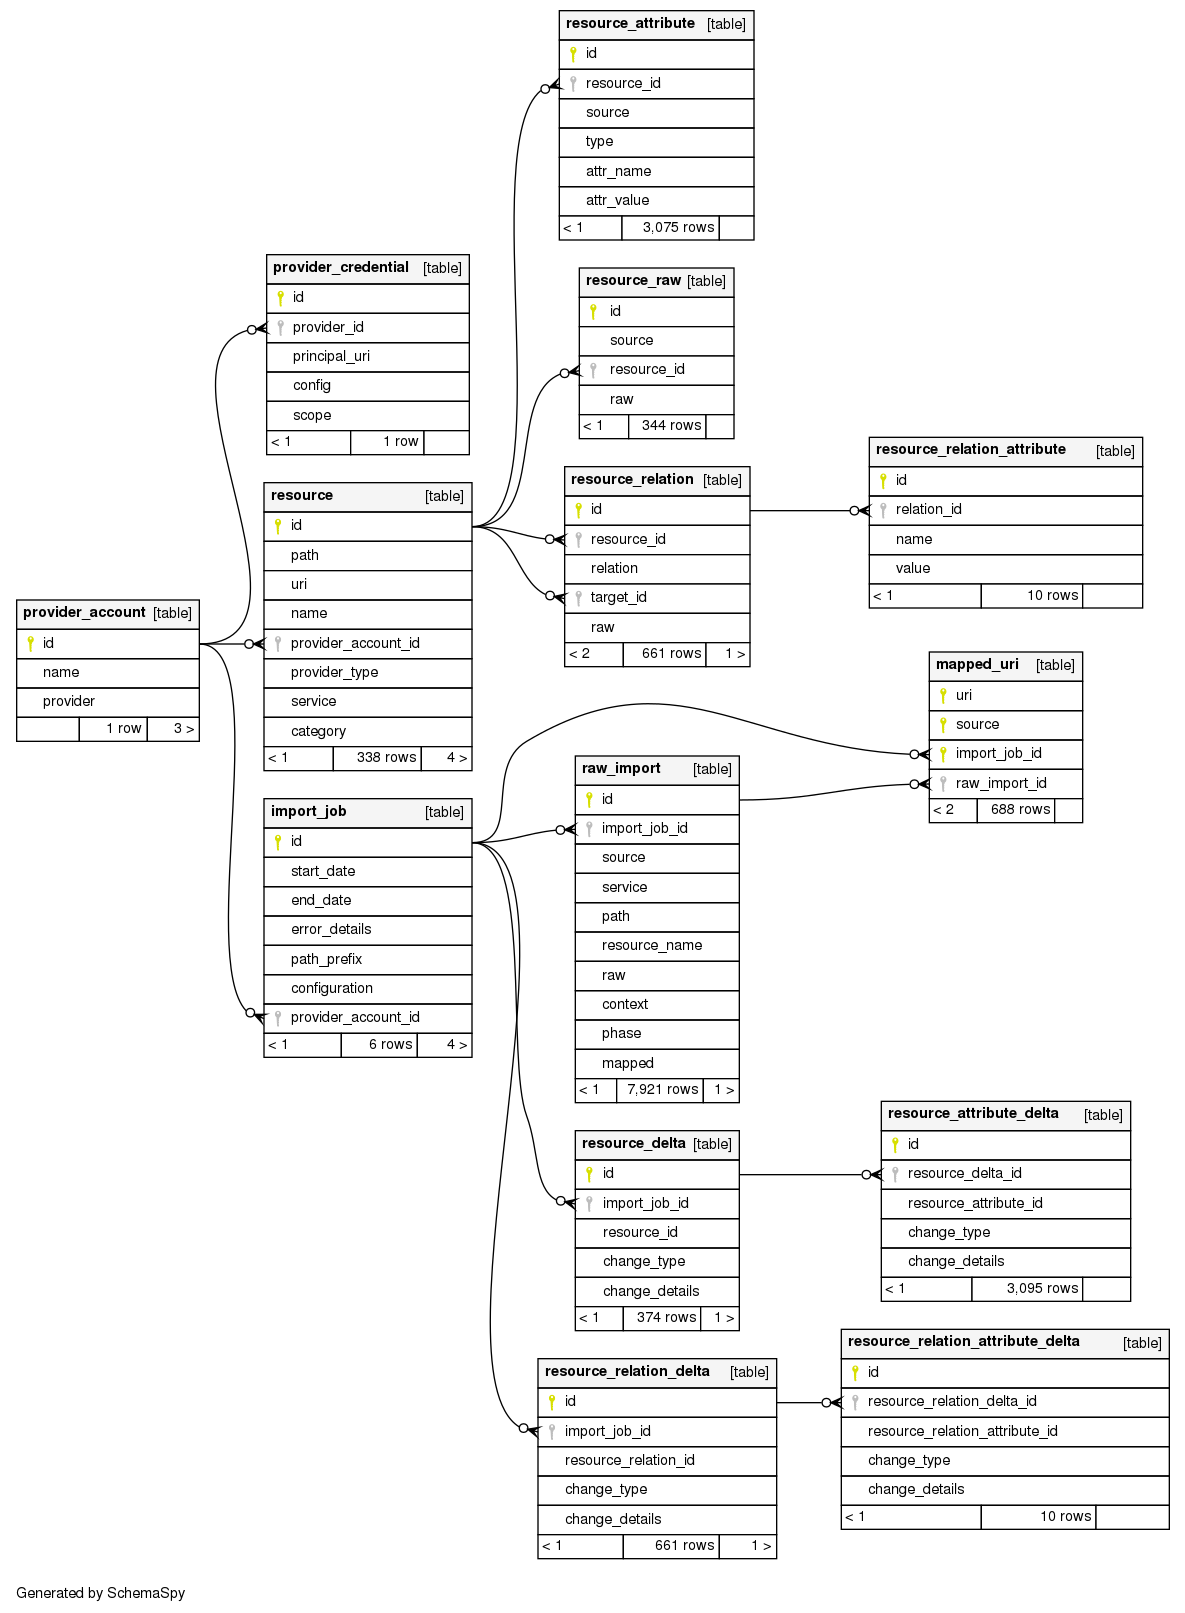 resource_attribute [table]
id
resource_id
source
type
attr_name
attr_value
< 1 3,075 rows
provider_credential [table]
id
provider_id
principal_uri
config
scope
< 1 1 row
resource_raw [table]
id
source
resource_id
raw
< 1 344 rows
resource_relation_attribute [table]
id
relation_id
name
value
< 1 10 rows
resource_relation [table]
id
resource_id
relation
target_id
raw
< 2 661 rows 1 >
resource [table]
id
path
uri
name
provider_account_id
provider_type
service
category
< 1 338 rows 4 >
provider_account [table]
id
name
provider
1 row 3 >
mapped_uri [table]
uri
source
import_job_id
raw_import_id
< 2 688 rows
raw_import [table]
id
import_job_id
source
service
path
resource_name
raw
context
phase
mapped
< 1 7,921 rows 1 >
import_job [table]
id
start_date
end_date
error_details
path_prefix
configuration
provider_account_id
< 1 6 rows 4 >
resource_attribute_delta [table]
id
resource_delta_id
resource_attribute_id
change_type
change_details
< 1 3,095 rows
resource_delta [table]
id
import_job_id
resource_id
change_type
change_details
< 1 374 rows 1 >
resource_relation_attribute_delta [table]
id
resource_relation_delta_id
resource_relation_attribute_id
change_type
change_details
< 1 10 rows
resource_relation_delta [table]
id
import_job_id
resource_relation_id
change_type
change_details
< 1 661 rows 1 >
Generated by SchemaSpy